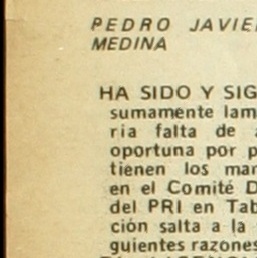 PEDRO JAVIE
MEDINA
HA SIDO Y SIG
sumamente lam
ria falta de
oportuna por p
tienen los mar
en el Comité D
del PRI en Tab
ción salta a la
guientes razones